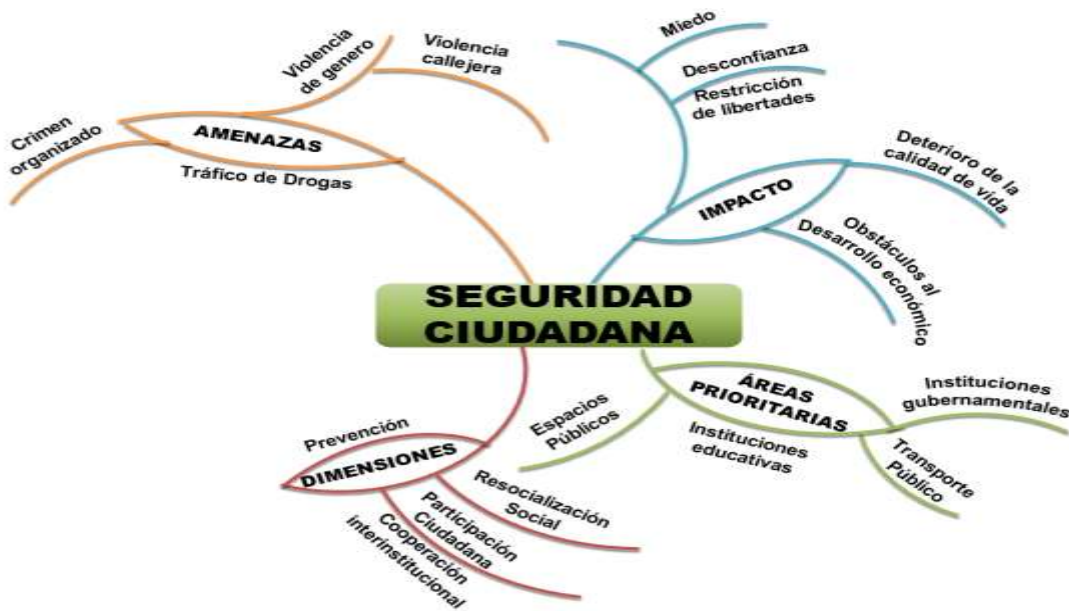 SEGURIDAD
CIUDADANA
AMENAZAS
Crimen
organizado
Violencia
de genero
Violencia
callejera
Tráfico de Drogas
IMPACTO
Miedo
Desconfianza
Restricción
de libertades
Deterioro de la
calidad de vida
Obstáculos al
Desarrollo económico
DIMENSIONES
Prevención
Resocialización
Social
Participación
Ciudadana
Cooperación
interinstitucional
ÁREAS
PRIORITARIAS
Espacios
Públicos
Instituciones
educativas
Instituciones
gubernamentales
Transporte
Público